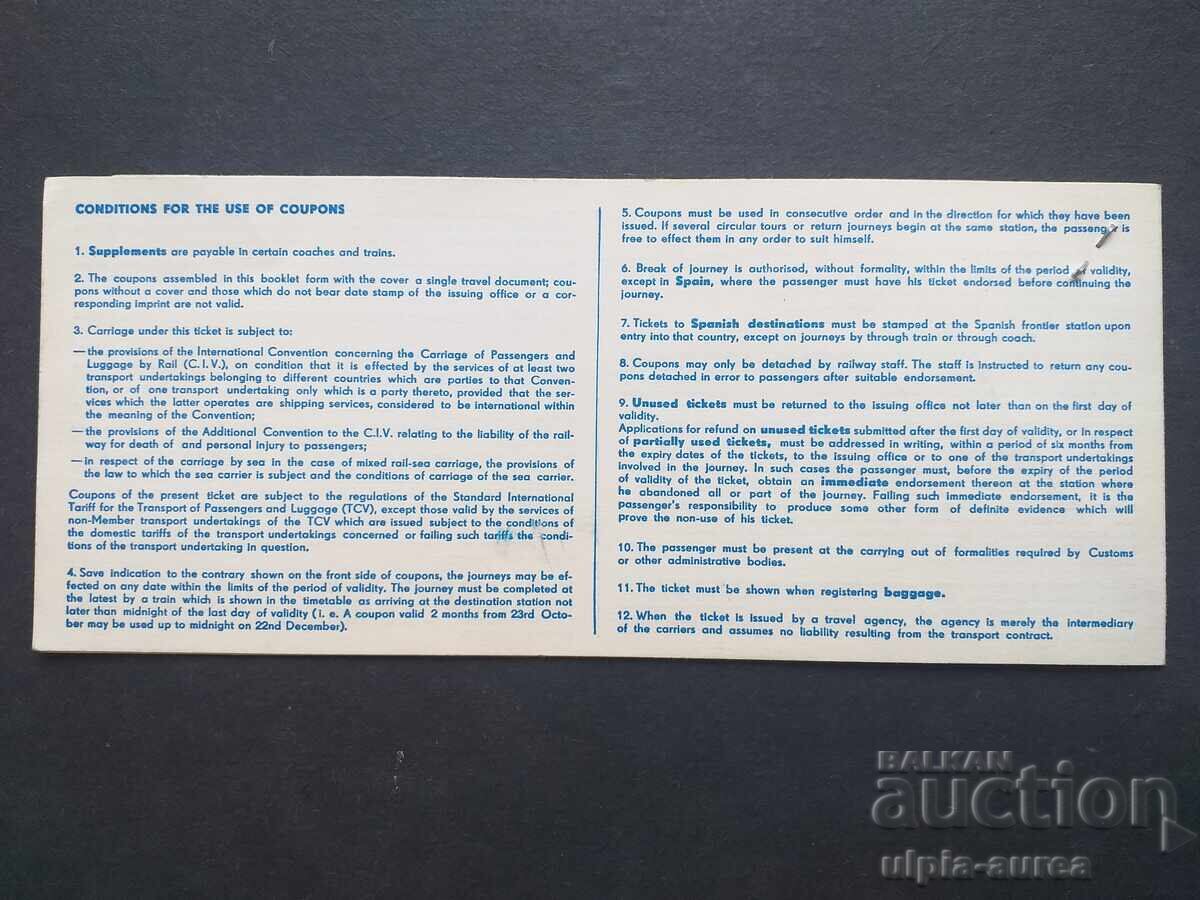 CONDITIONS FOR THE USE OF COUPONS
1. Supplements are payable in certain coaches and trains.
2. The coupons assembled in this booklet form with the cover a single travel document; cou-
pons without a cover and those which do not bear date stamp of the issuing office or a cor-
responding imprint are not valid.
3. Carriage under this ticket is subject to:
—the provisions of the International Convention concerning the Carriage of Passengers and
Luggage by Rail (C.I.V.), on condition that it is effected by the services of at least two
transport undertakings belonging to different countries which are parties to that Conven-
tion, or of one transport undertaking only which is a party thereto, provided that the ser-
vices which the latter operates are shipping services, considered to be international within
the meaning of the Convention;
—the provisions of the Additional Convention to the C.I.V. relating to the liability of the rail-
way for death of and personal injury to passengers;
—in respect of the carriage by sea in the case of mixed rail-sea carriage, the provisions of
the law to which the sea carrier is subject and the conditions of carriage of the sea carrier.
Coupons of the present ticket are subject to the regulations of the Standard International
Tariff for the Transport of Passengers and Luggage (TCV), except those valid by the services of
non-Member transport undertakings of the TCV which are issued subject to the conditions of
the domestic tariffs of the transport undertakings concerned or failing such tariffs the condi-
tions of the transport undertaking in question.
4. Save indication to the contrary shown on the front side of coupons, the journeys may be ef-
fected on any date within the limits of the period of validity. The journey must be completed at
the latest by a train which is shown in the timetable as arriving at the destination station not
later than midnight of the last day of validity (i. e. A coupon valid 2 months from 23rd Octo-
ber may be used up to midnight on 22nd December).
5. Coupons must be used in consecutive order and in the direction for which they have been
issued. If several circular tours or return journeys begin at the same station, the passenger is
free to effect them in any order to suit himself.
6. Break of journey is authorised, without formality, within the limits of the period of validity,
except in Spain, where the passenger must have his ticket endorsed before continuing the
journey.
7. Tickets to Spanish destinations must be stamped at the Spanish frontier station upon
entry into that country, except on journeys by through train or through coach.
8. Coupons may only be detached by railway staff. The staff is instructed to return any cou-
pons detached in error to passengers after suitable endorsement.
9. Unused tickets must be returned to the issuing office not later than on the first day of
validity.
Applications for refund on unused tickets submitted after the first day of validity, or in respect
of partially used tickets, must be addressed in writing, within a period of six months from
the expiry dates of the tickets, to the issuing office or to one of the transport undertakings
involved in the journey. In such cases the passenger must, before the expiry of the period
of validity of the ticket, obtain an immediate endorsement thereon at the station where
he abandoned all or part of the journey. Failing such immediate endorsement, it is the
passenger's responsibility to produce some other form of definite evidence which will
prove the non-use of his ticket.
10. The passenger must be present at the carrying out of formalities required by Customs
or other administrative bodies.
11. The ticket must be shown when registering baggage.
12. When the ticket is issued by a travel agency, the agency is merely the intermediary
of the carriers and assumes no liability resulting from the transport contract.
BALKAN
auction
ulpia-aurea